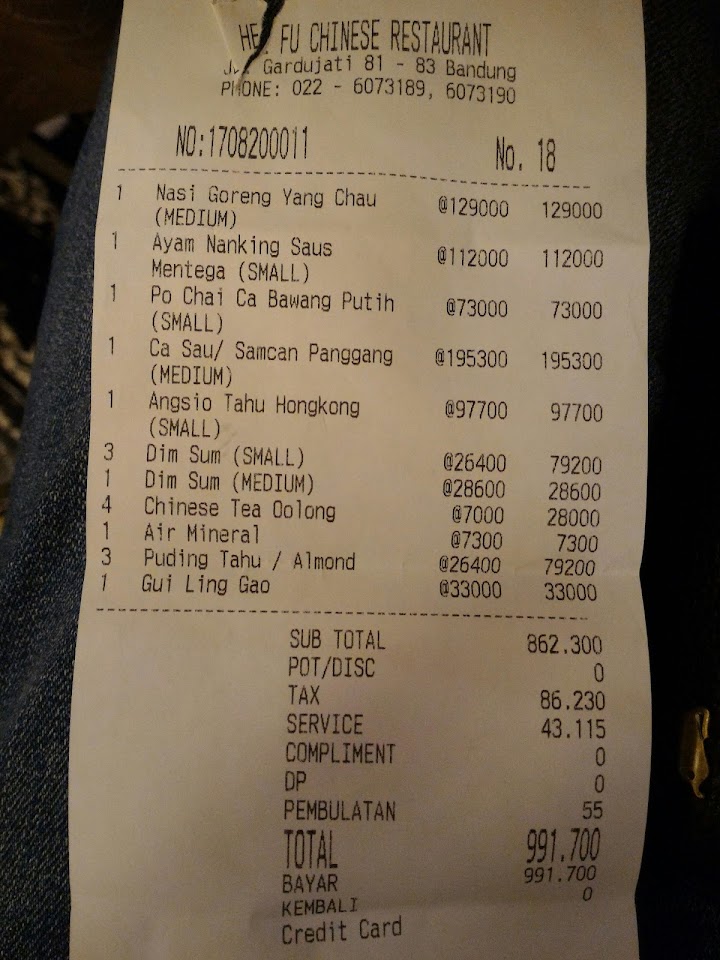 FU CHINESE RESTAURANT
Gardujati 81 - 83 Bandung
PHONE: 022 - 6073189, 6073190
NO:1708200011 No. 18
1 Nasi Goreng Yang Chau @129000 129000
(MEDIUM)
1 Ayam Nanking Saus @112000 112000
Mentega (SMALL)
1 Po Chai Ca Bawang Putih @73000 73000
(SMALL)
1 Ca Sau/ Samcan Panggang @195300 195300
(MEDIUM)
1 Angsio Tahu Hongkong @97700 97700
(SMALL)
3 Dim Sum (SMALL) @26400 79200
1 Dim Sum (MEDIUM) @28600 28600
4 Chinese Tea Oolong @7000 28000
1 Air Mineral @7300 7300
3 Puding Tahu / Almond @26400 79200
1 Gui Ling Gao @33000 33000
SUB TOTAL 862.300
POT/DISC 0
TAX 86.230
SERVICE 43.115
COMPLIMENT 0
DP 0
PEMBULATAN 55
TOTAL 991.700
BAYAR 991.700
KEMBALI 0
Credit Card